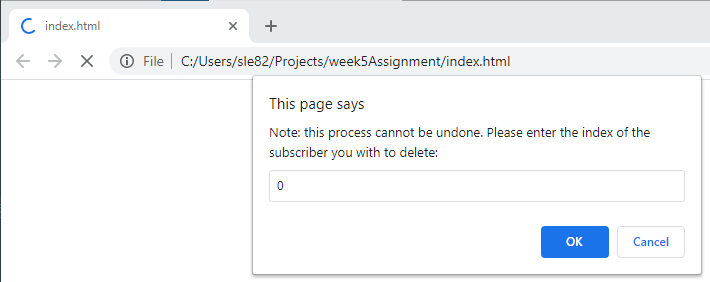 index.html
File C:/Users/sle82/Projects/week5Assignment/index.html
This page says
Note: this process cannot be undone. Please enter the index of the
subscriber you with to delete:
0
OK Cancel